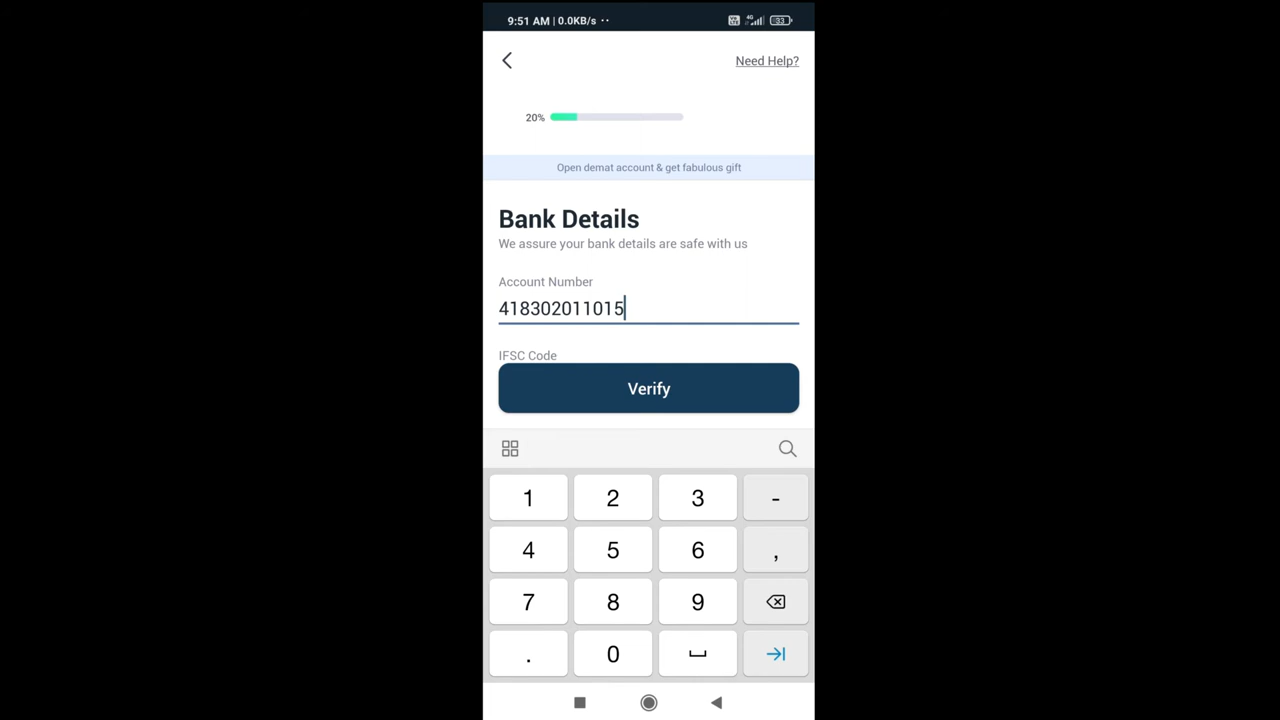 9:51 AM | 0.0KB/s ··
4G
33
Need Help?
20%
Open demat account & get fabulous gift
Bank Details
We assure your bank details are safe with us
Account Number
418302011015
IFSC Code
Verify
1 2 3 -
4 5 6 ,
7 8 9
. 0